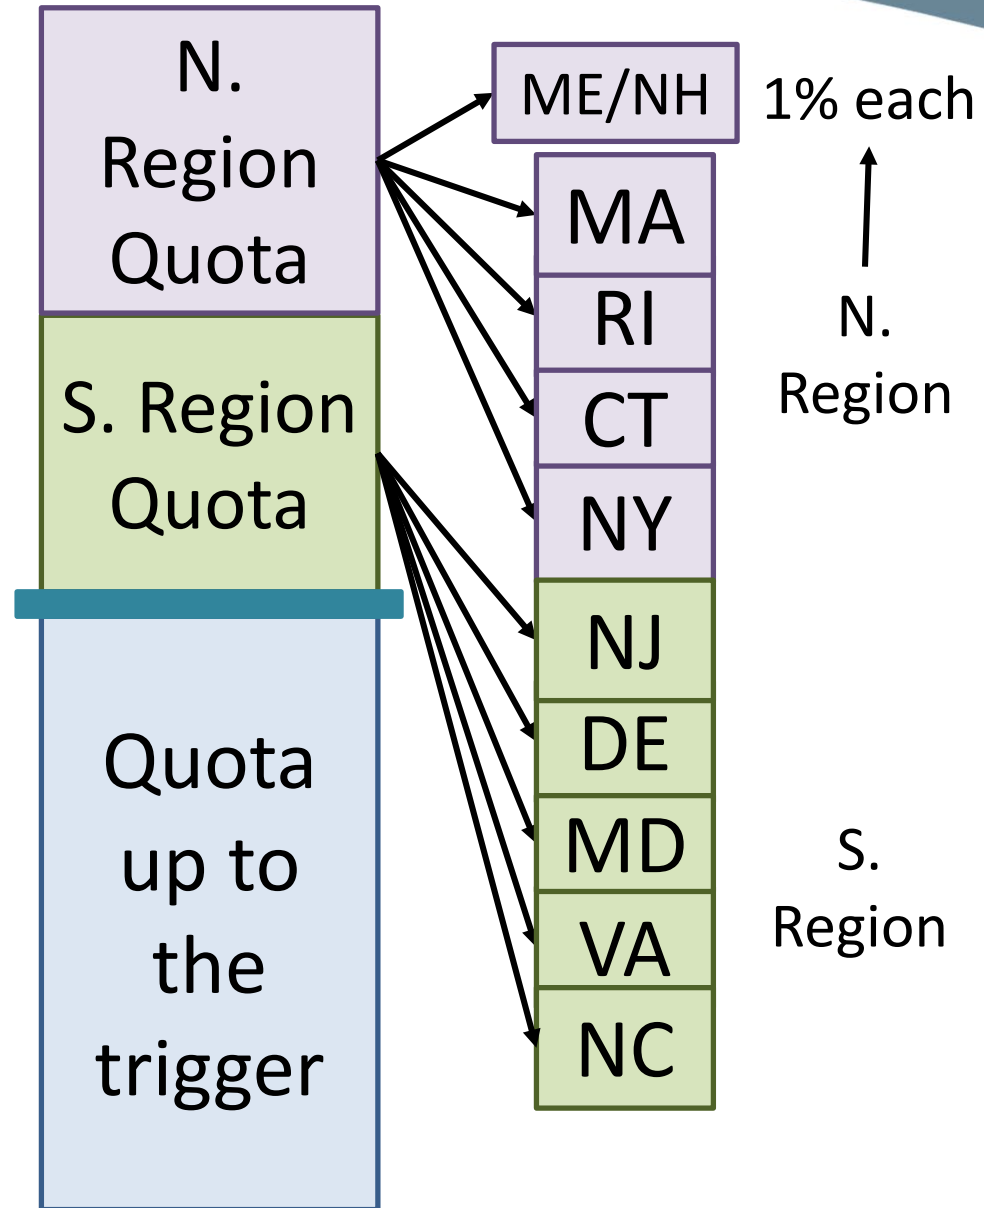 N.
Region
Quota
S. Region
Quota
Quota
up to
the
trigger
ME/NH
MA
RI
CT
NY
NJ
DE
MD
VA
NC
1% each
N.
Region
S.
Region